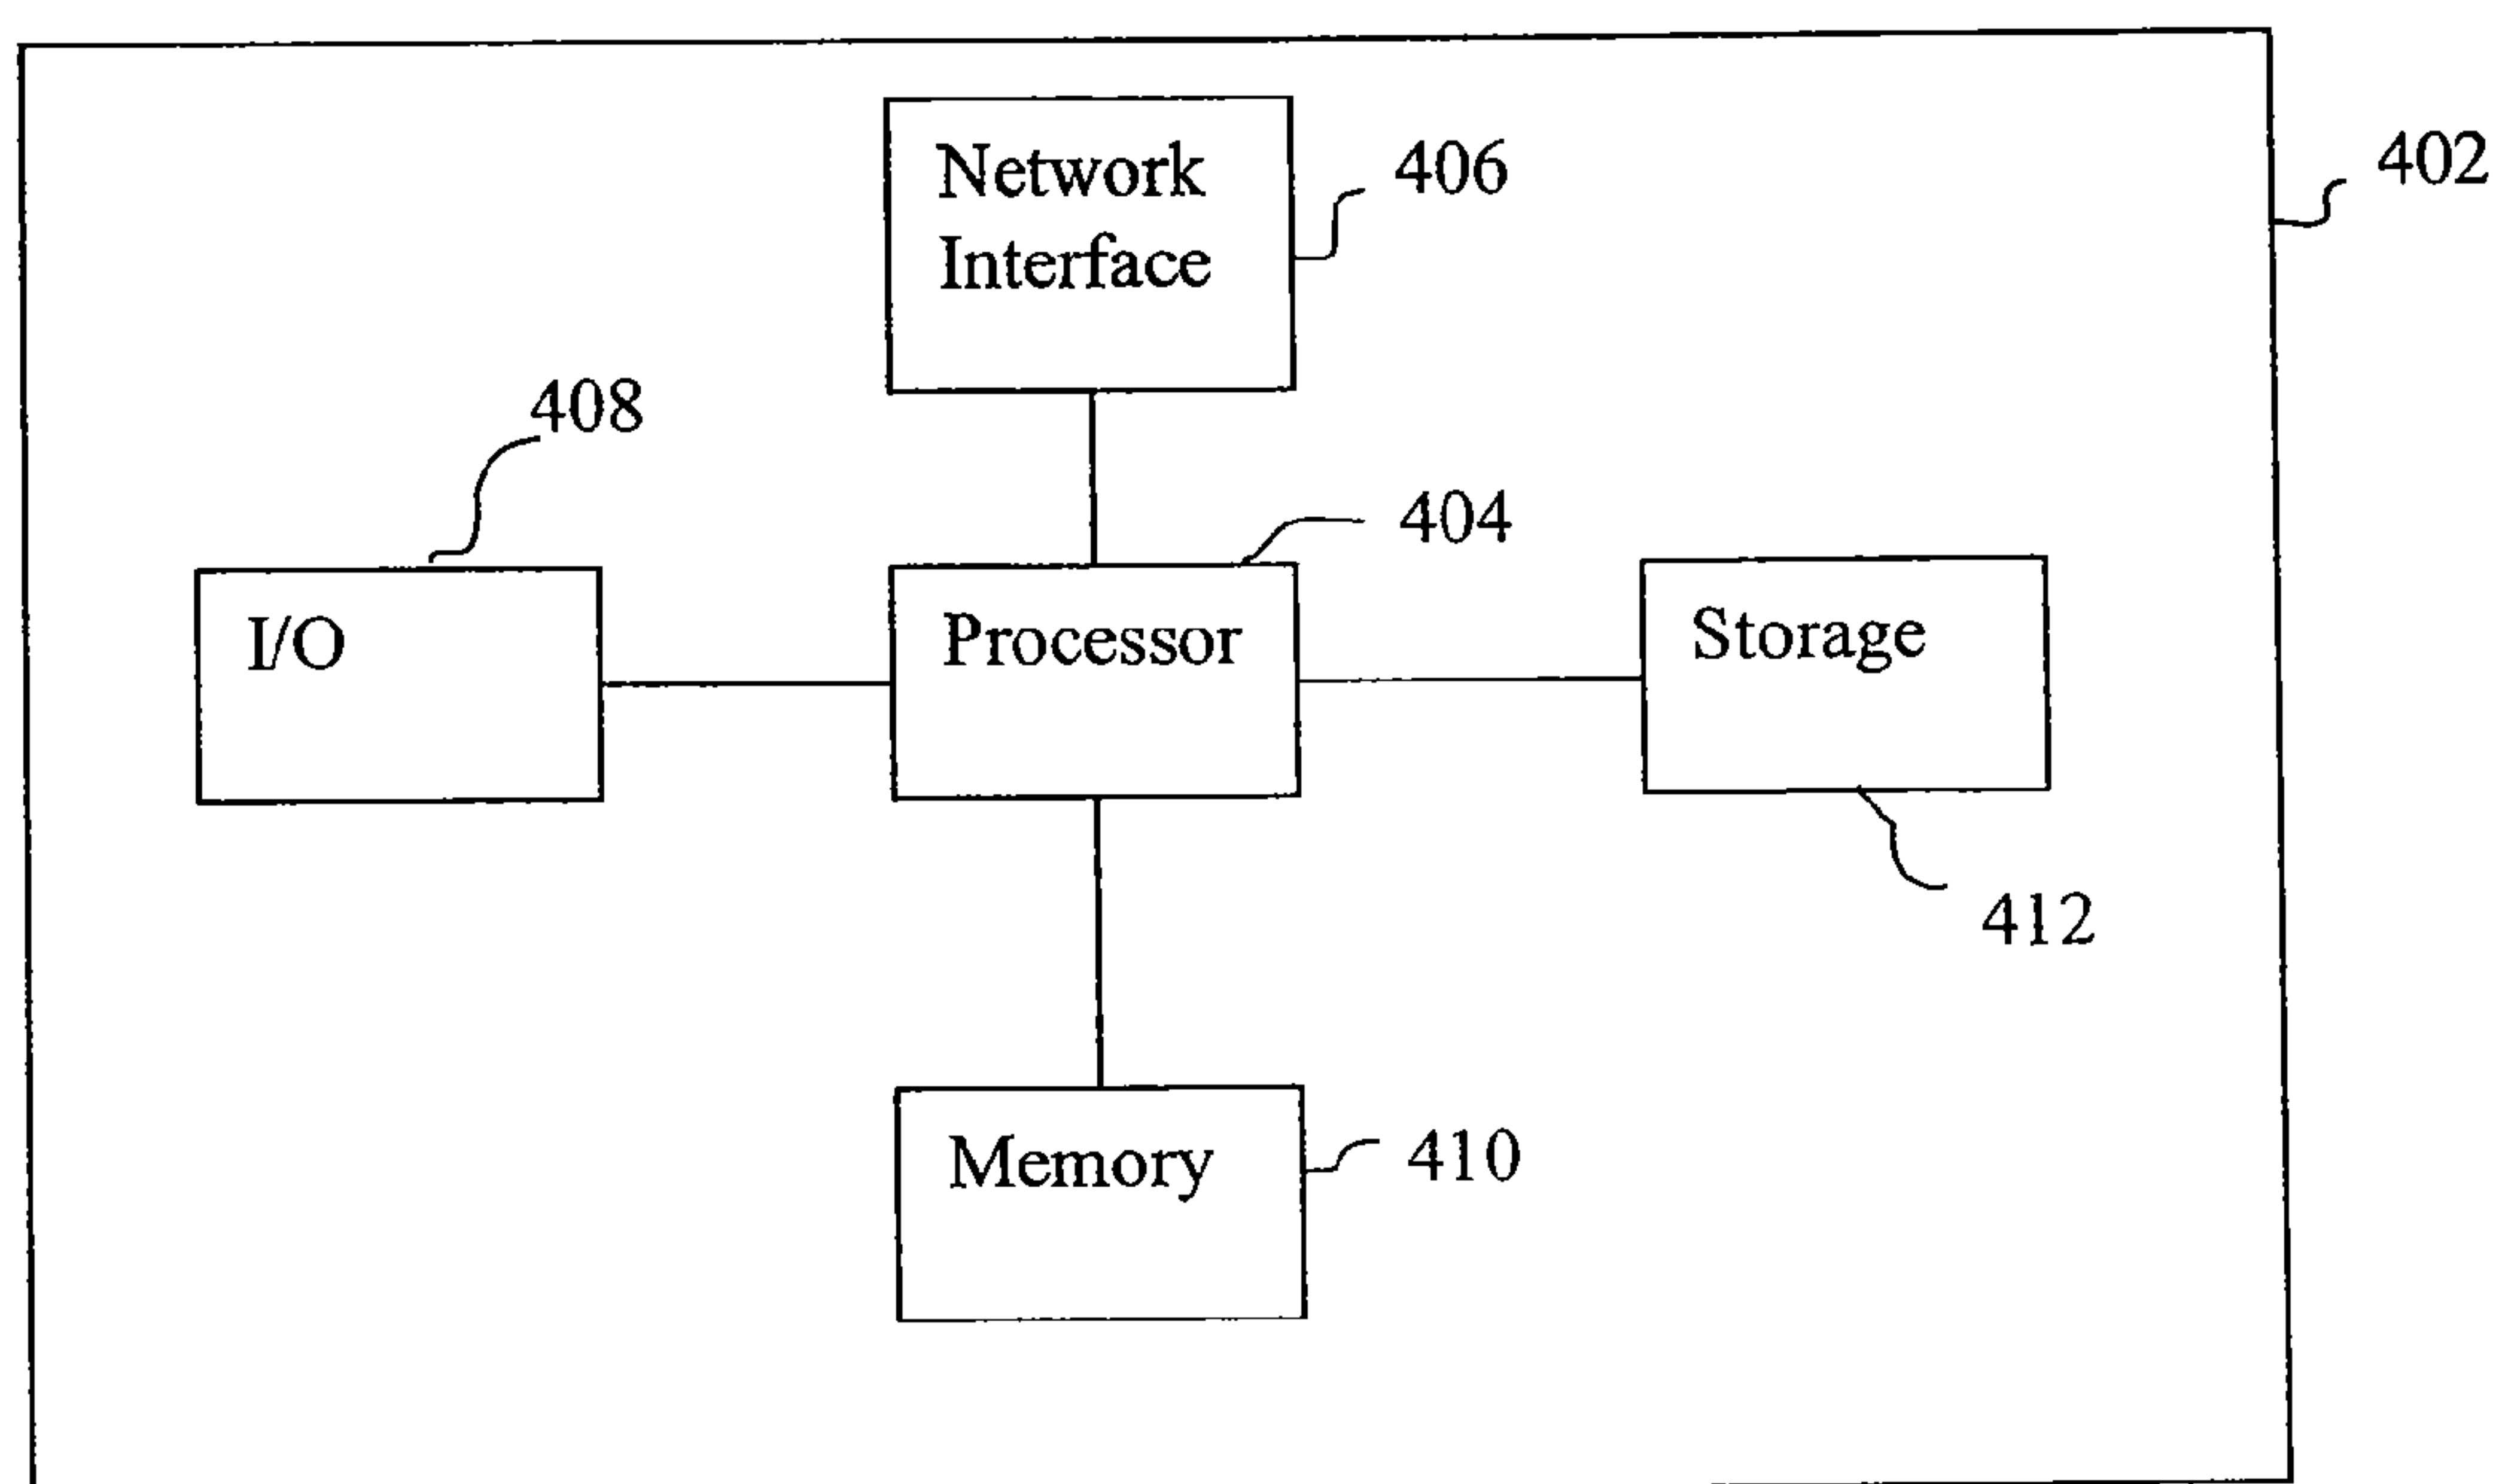 402
Network
Interface
406
408
404
I/O
Processor
Storage
412
Memory
410